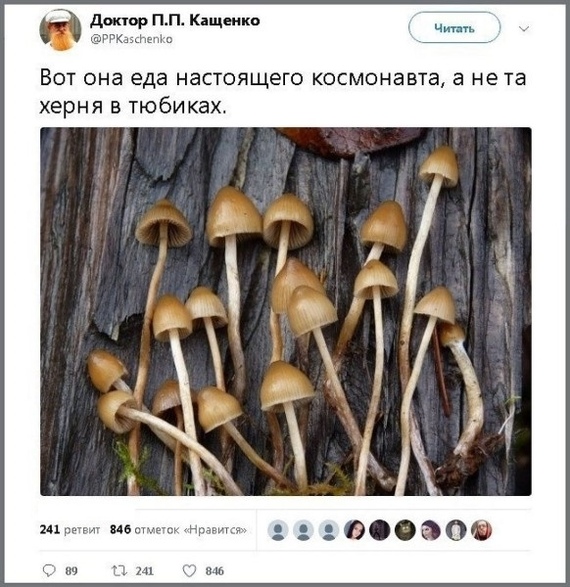 Доктор П.П. Кащенко
@PPKaschenko
Читать
Вот она еда настоящего космонавта, а не та
херня в тюбиках.
241 ретвит 846 отметок «Нравится»
89 241 846